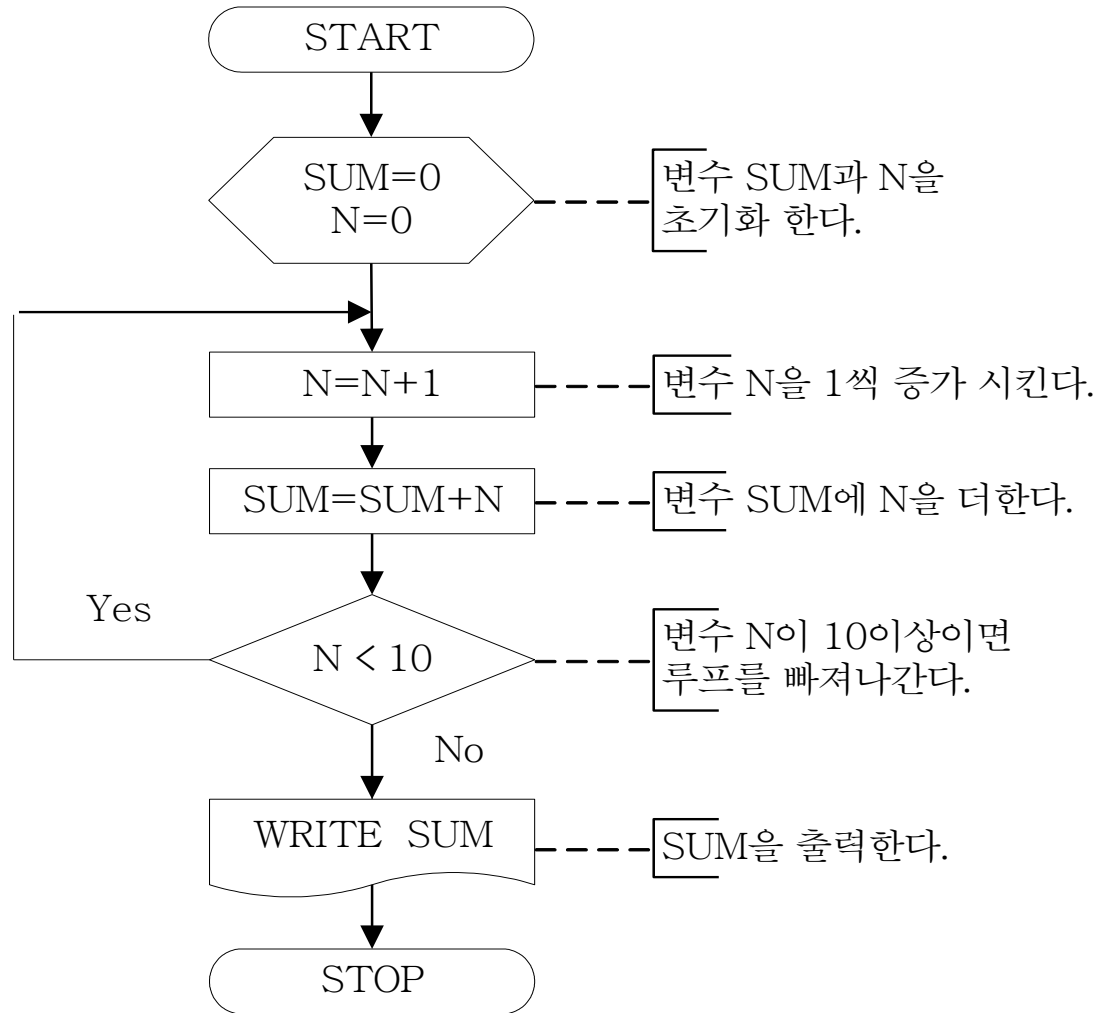 START
SUM=0
N=0
변수 SUM과 N을
초기화 한다.
N=N+1
변수 N을 1씩 증가 시킨다.
SUM=SUM+N
변수 SUM에 N을 더한다.
Yes
N < 10
변수 N이 10이상이면
루프를 빠져나간다.
No
WRITE SUM
SUM을 출력한다.
STOP